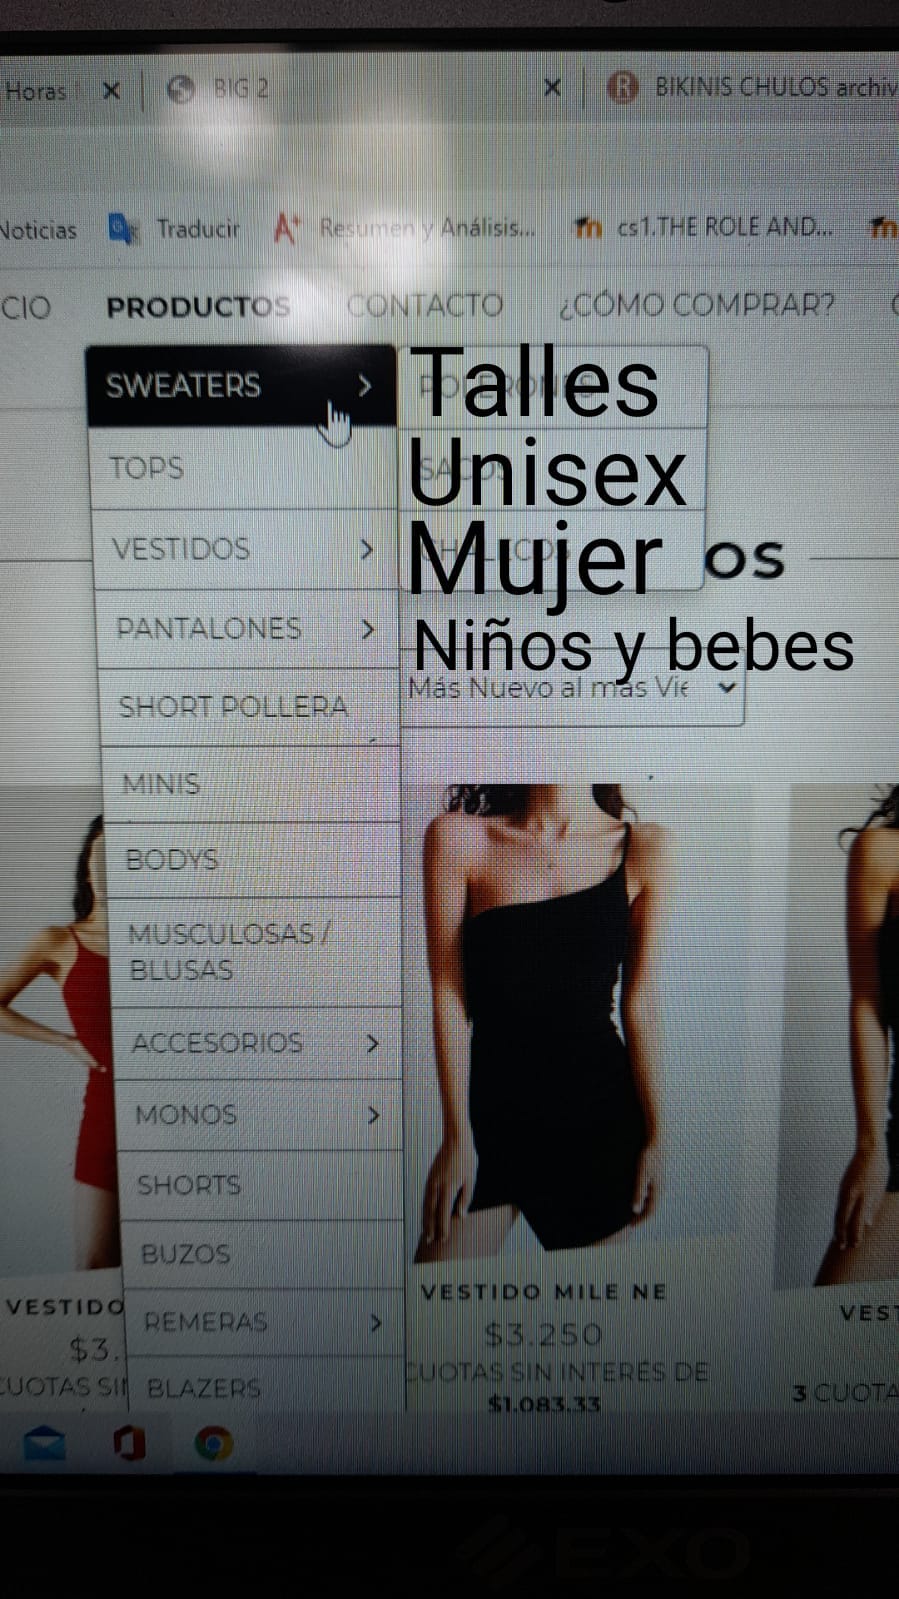 Horas
BIG 2
BIKINIS CHULOS archiv
Noticias
Traducir
Resumen y Análisis...
cs1.THE ROLE AND...
CIO
PRODUCTOS
CONTACTO
¿CÓMO COMPRAR?
SWEATERS
Talles
TOPS
Unisex
VESTIDOS
Mujer
os
PANTALONES
Niños y bebes
SHORT POLLERA
Más Nuevo al más Vie
MINIS
BODYS
MUSCULOSAS /
BLUSAS
ACCESORIOS
MONOS
SHORTS
BUZOS
REMERAS
BLAZERS
VESTIDO
$3.
CUOTAS SIN
VESTIDO MILE NE
$3.250
CUOTAS SIN INTERÉS DE
$1.083.33
VEST
3 CUOTA
EXO